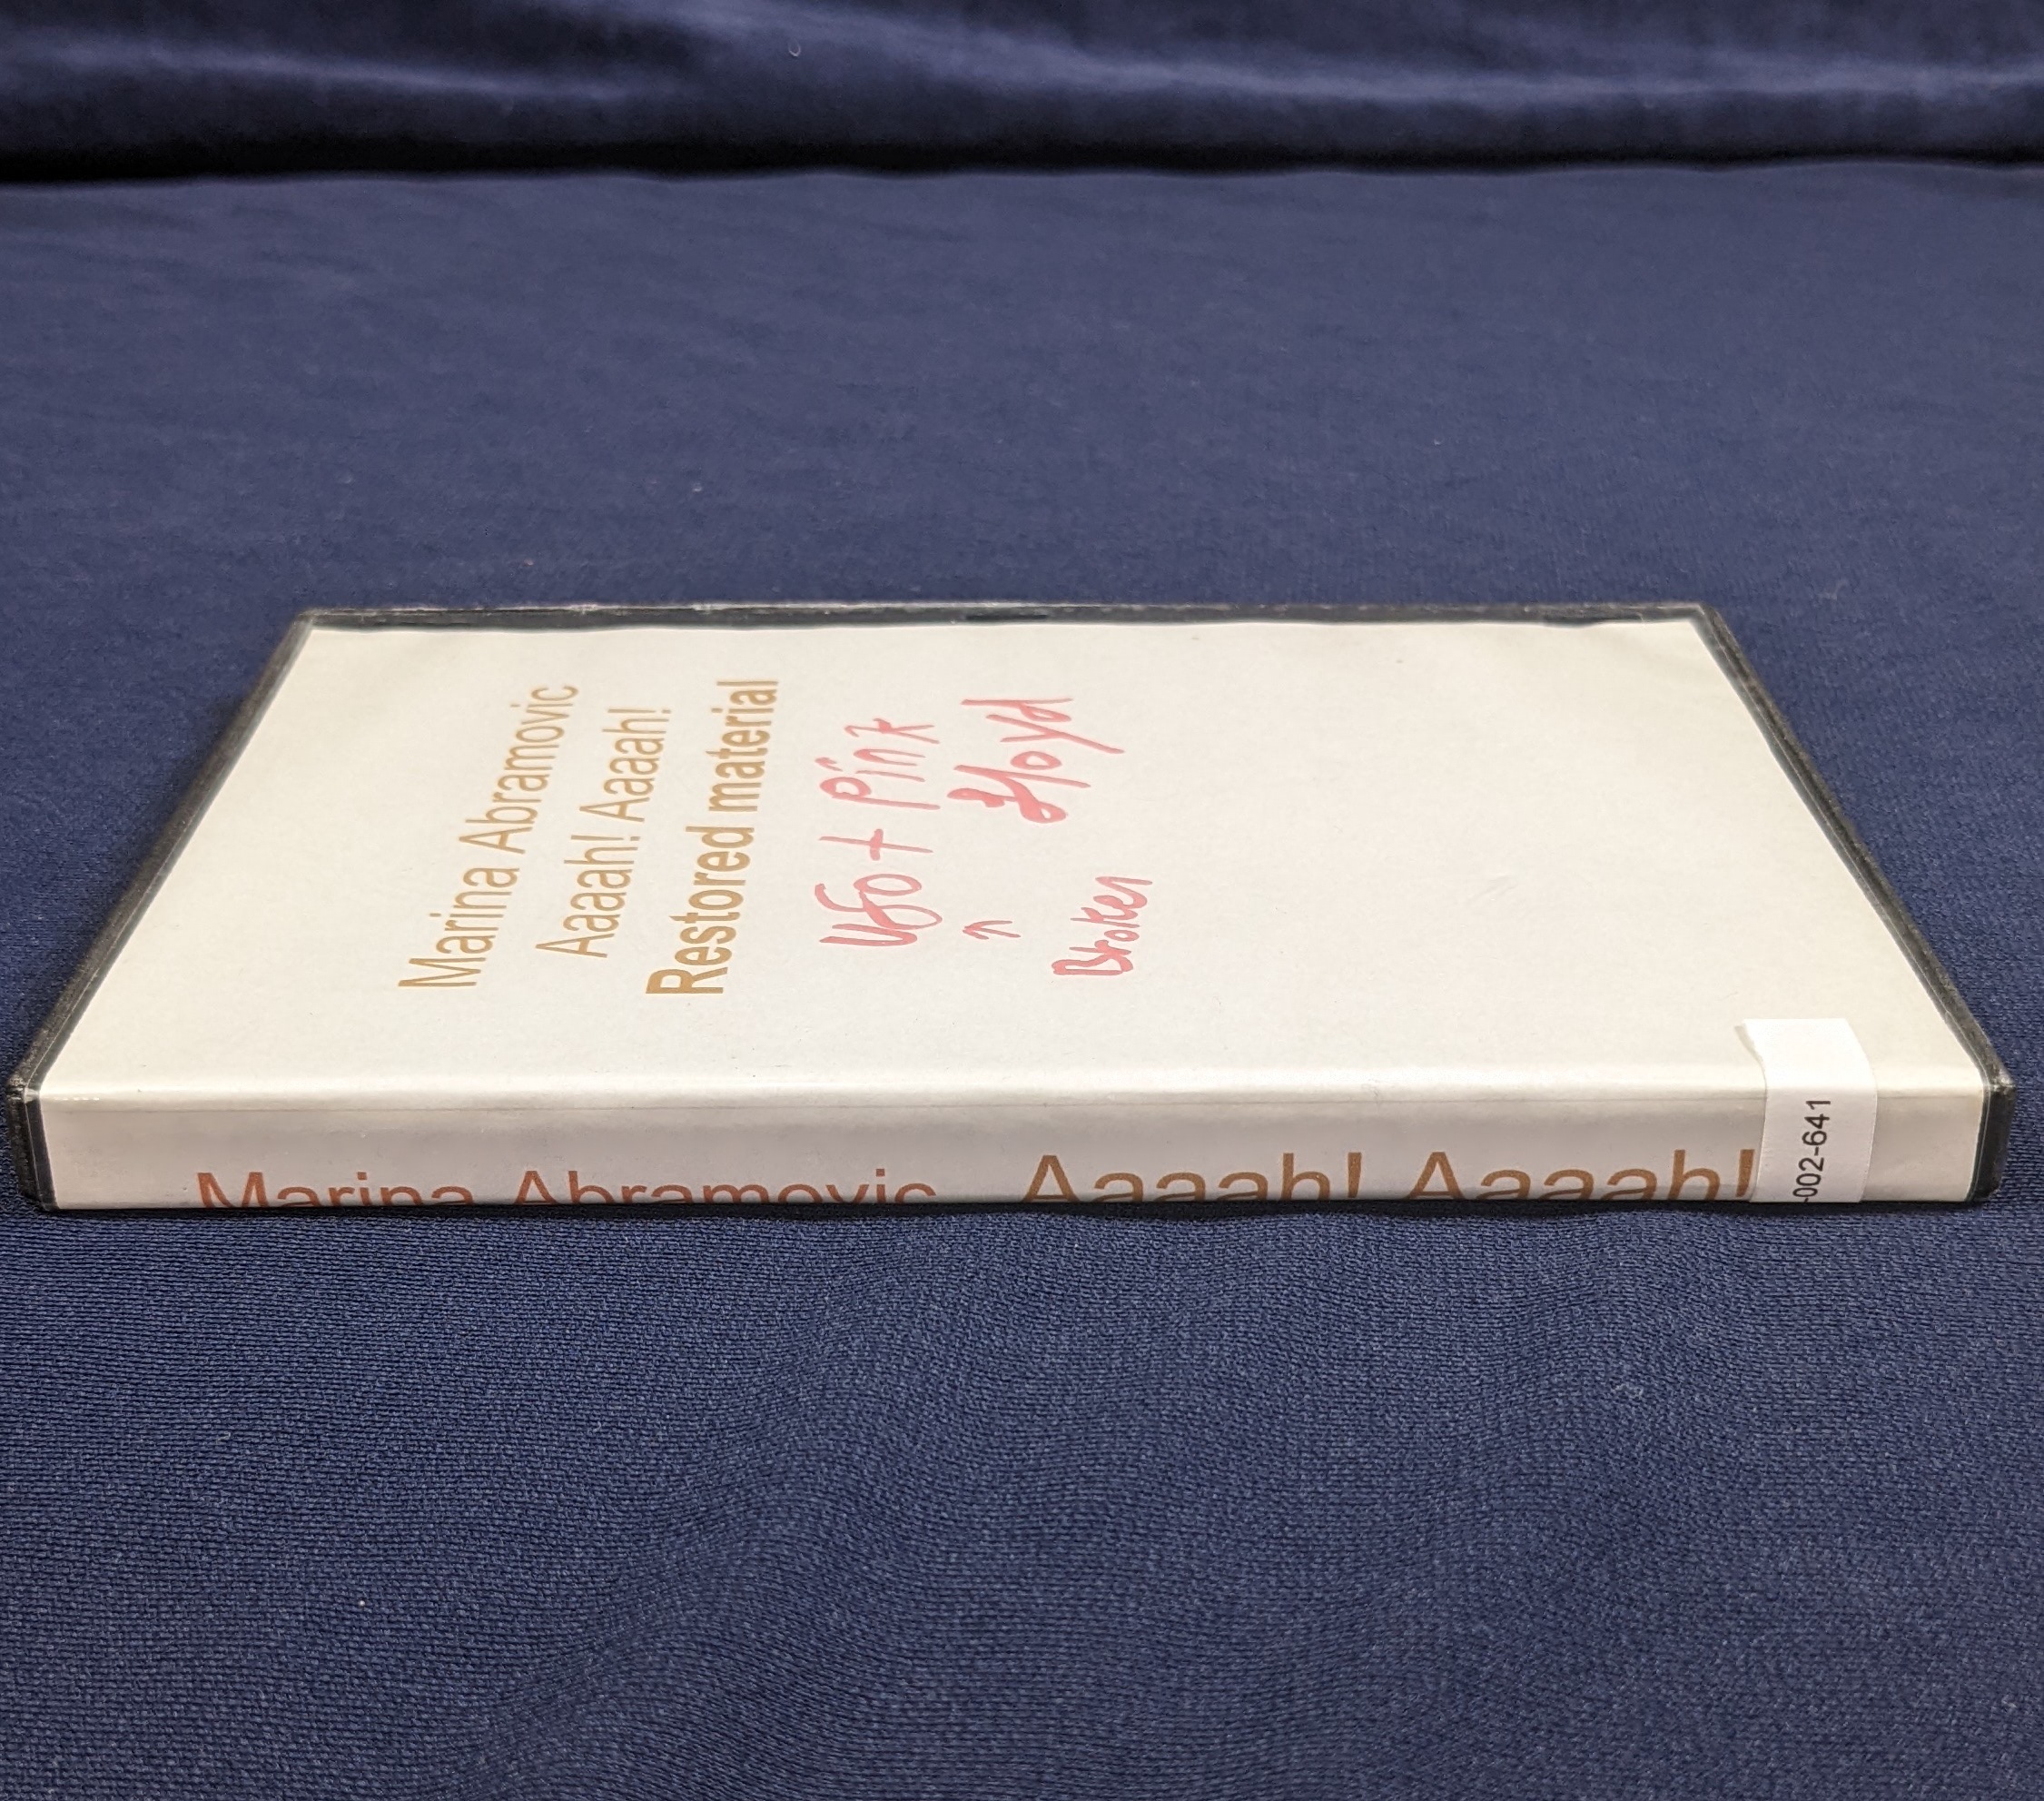 Marina Abramovic
Aaaah! Aaaah!
Restored material
Ufo + Pink
Floyd
↑
Broken
Marina Abramovic Aaaah! Aaaah!
-002-641